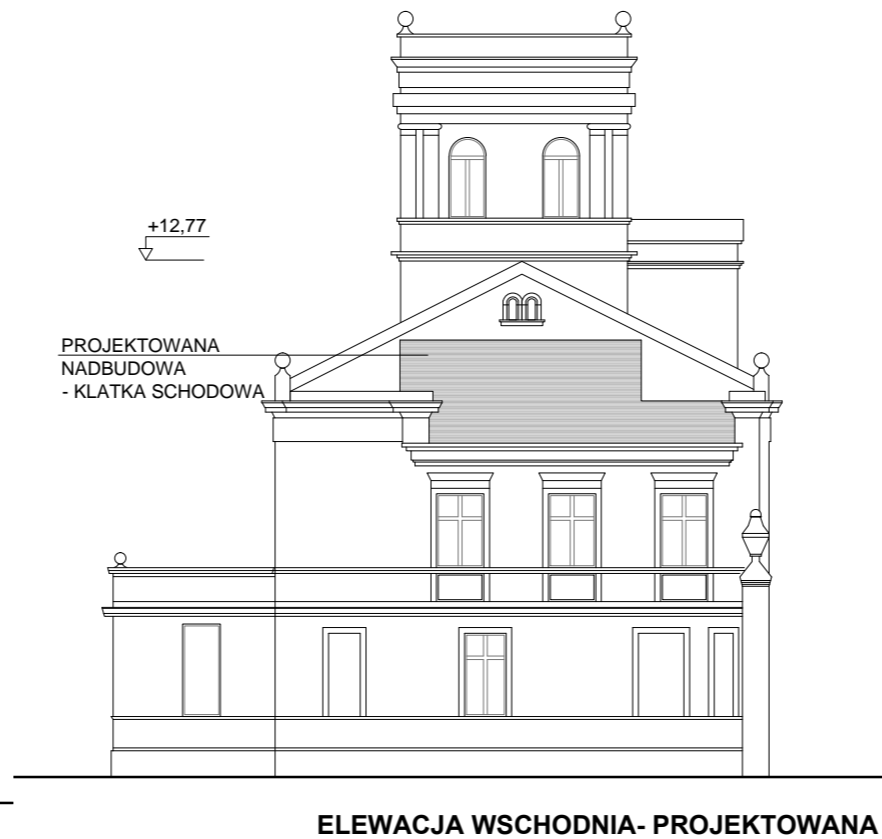 +12,77
PROJEKTOWANA
NADBUDOWA
- KLATKA SCHODOWA
ELEWACJA WSCHODNIA- PROJEKTOWANA